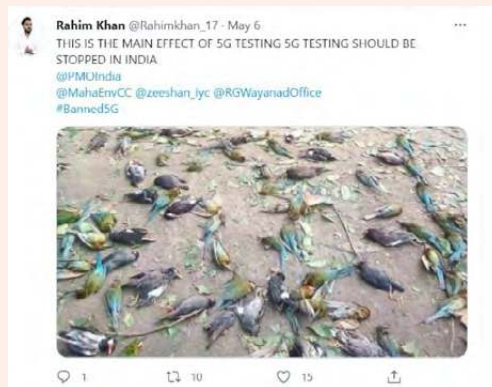 Rahim Khan @Rahimkhan_17 · May 6
THIS IS THE MAIN EFFECT OF 5G TESTING 5G TESTING SHOULD BE
STOPPED IN INDIA
@PMOIndia
@MahaEnvCC @zeeshan_iyc @RGWayanadOffice
#Banned5G
1 10 15